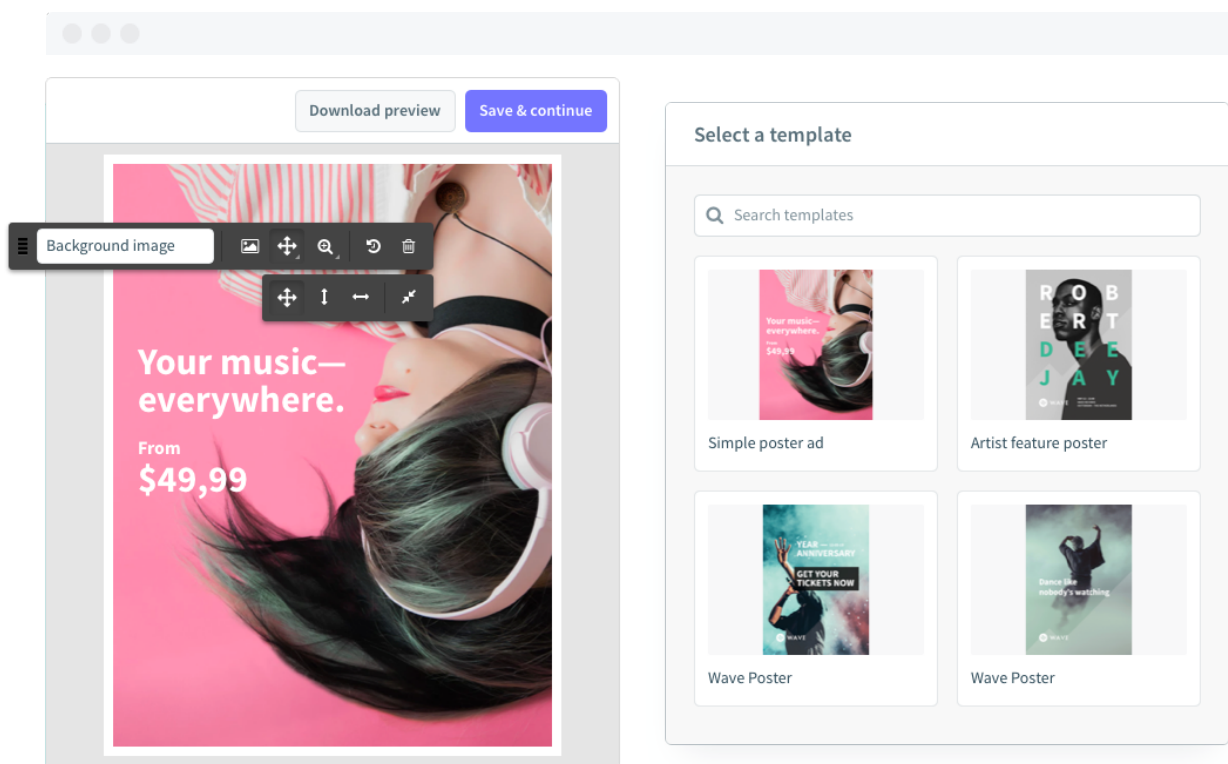 Download preview
Save & continue
Background image
Your music—
everywhere.
From
$49,99
Select a template
Search templates
Your music—
everywhere.
From
$49,99
Simple poster ad
R O B
E R T
D E E
J A Y
WAVE
Artist feature poster
YEAR
ANNIVERSARY
GET YOUR
TICKETS NOW
WAVE
Wave Poster
Dance like
nobody's watching
WAVE
Wave Poster